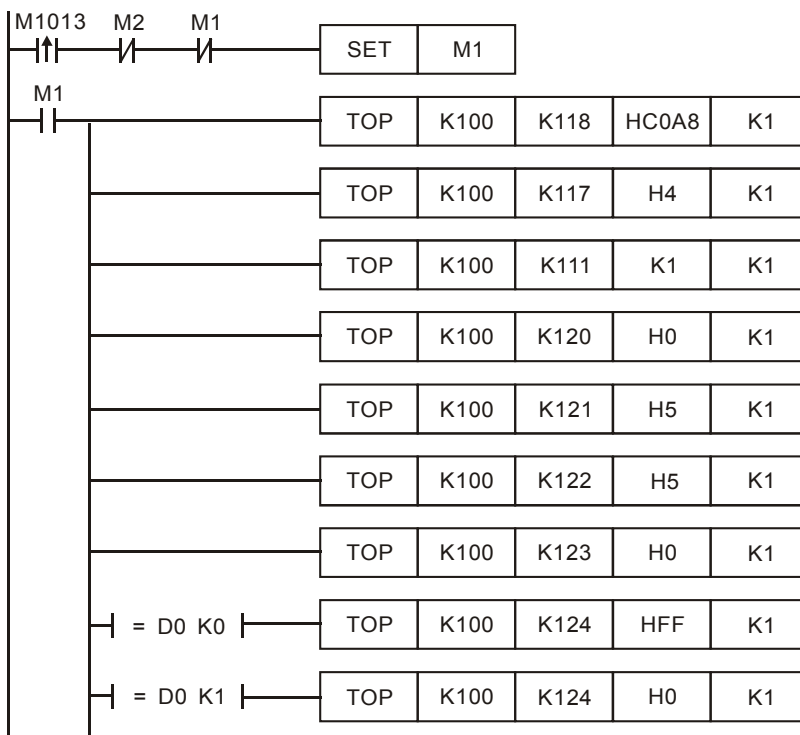 M1013 M2 M1
SET M1
M1
TOP K100 K118 HC0A8 K1
TOP K100 K117 H4 K1
TOP K100 K111 K1 K1
TOP K100 K120 H0 K1
TOP K100 K121 H5 K1
TOP K100 K122 H5 K1
TOP K100 K123 H0 K1
= D0 K0 TOP K100 K124 HFF K1
= D0 K1 TOP K100 K124 H0 K1